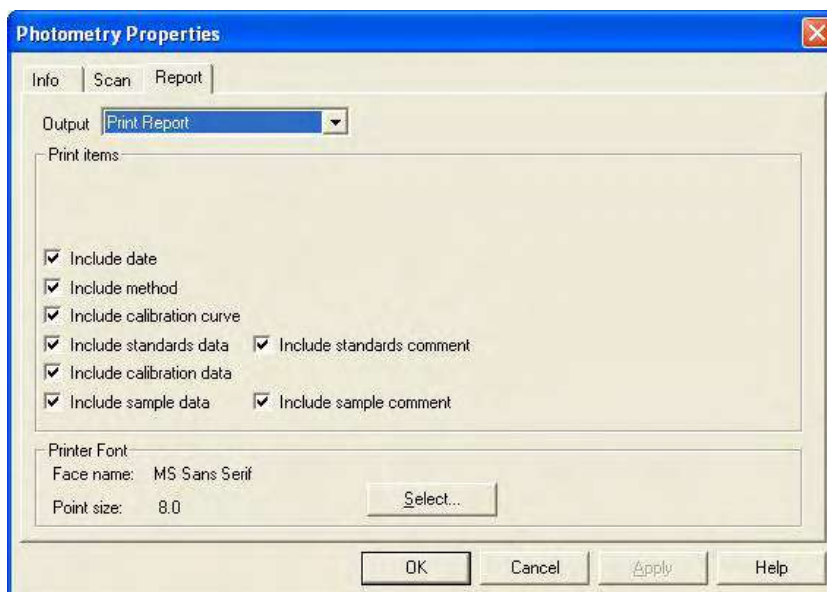 Photometry Properties
Info Scan Report
Output Print Report
Print items
Include date
Include method
Include calibration curve
Include standards data Include standards comment
Include calibration data
Include sample data Include sample comment
Printer Font
Face name: MS Sans Serif
Point size: 8.0 Select...
OK Cancel Apply Help